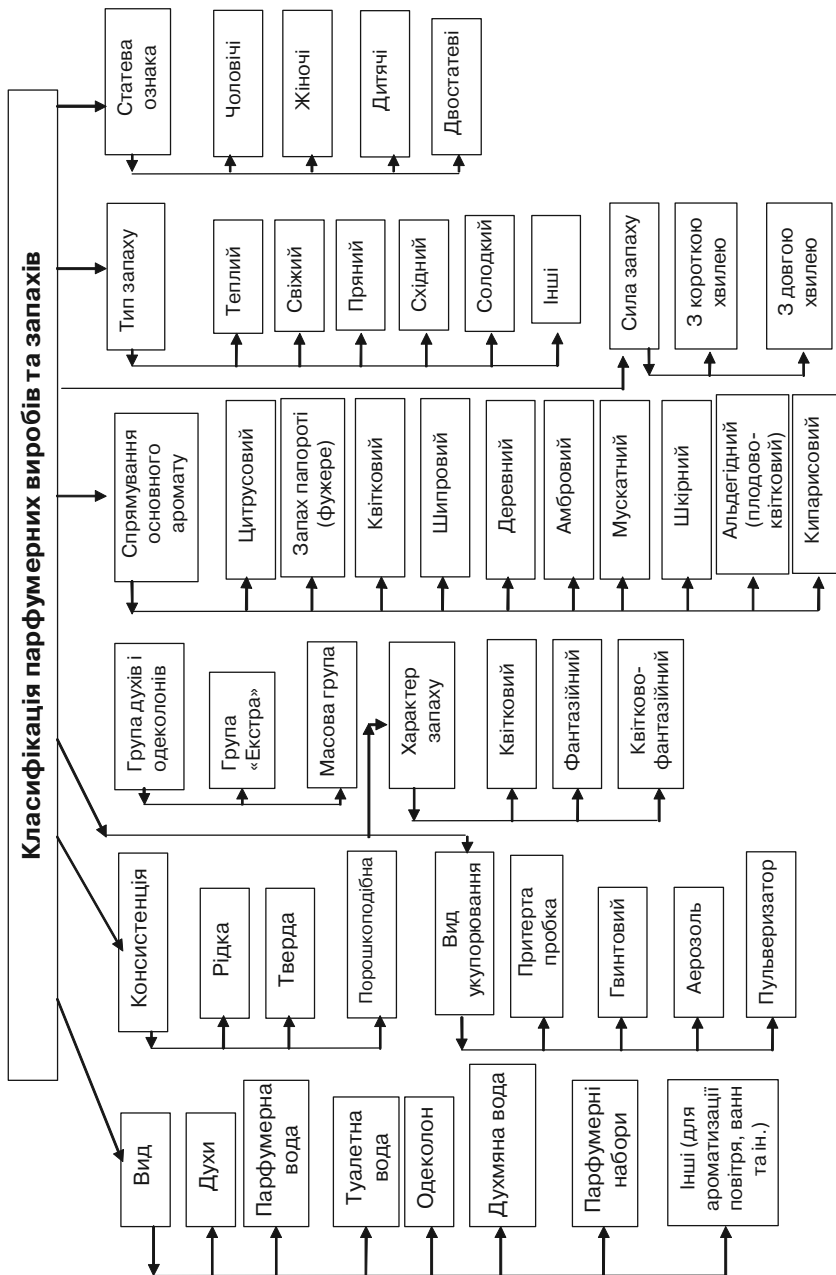 Класифікація парфумерних виробів та запахів
Вид
Духи
Парфумерна
вода
Туалетна
вода
Одеколон
Духмяна вода
Парфумерні
набори
Інші (для
ароматизації
повітря, ванн
та ін.)
Консистенція
Рідка
Тверда
Порошкоподібна
Вид
укупорювання
Притерта
пробка
Гвинтовий
Аерозоль
Пульверизатор
Група духів і
одеколонів
Група
«Екстра»
Масова група
Характер
запаху
Квітковий
Фантазійний
Квітково-
фантазійний
Спрямування
основного
аромату
Цитрусовий
Запах папороті
(фужере)
Квітковий
Шипровий
Деревний
Амбровий
Мускатний
Шкірний
Альдегідний
(плодово-
квітковий)
Кипарисовий
Тип запаху
Теплий
Свіжий
Пряний
Східний
Солодкий
Інші
Сила запаху
З короткою
хвилею
З довгою
хвилею
Статева
ознака
Чоловічі
Жіночі
Дитячі
Двостатеві